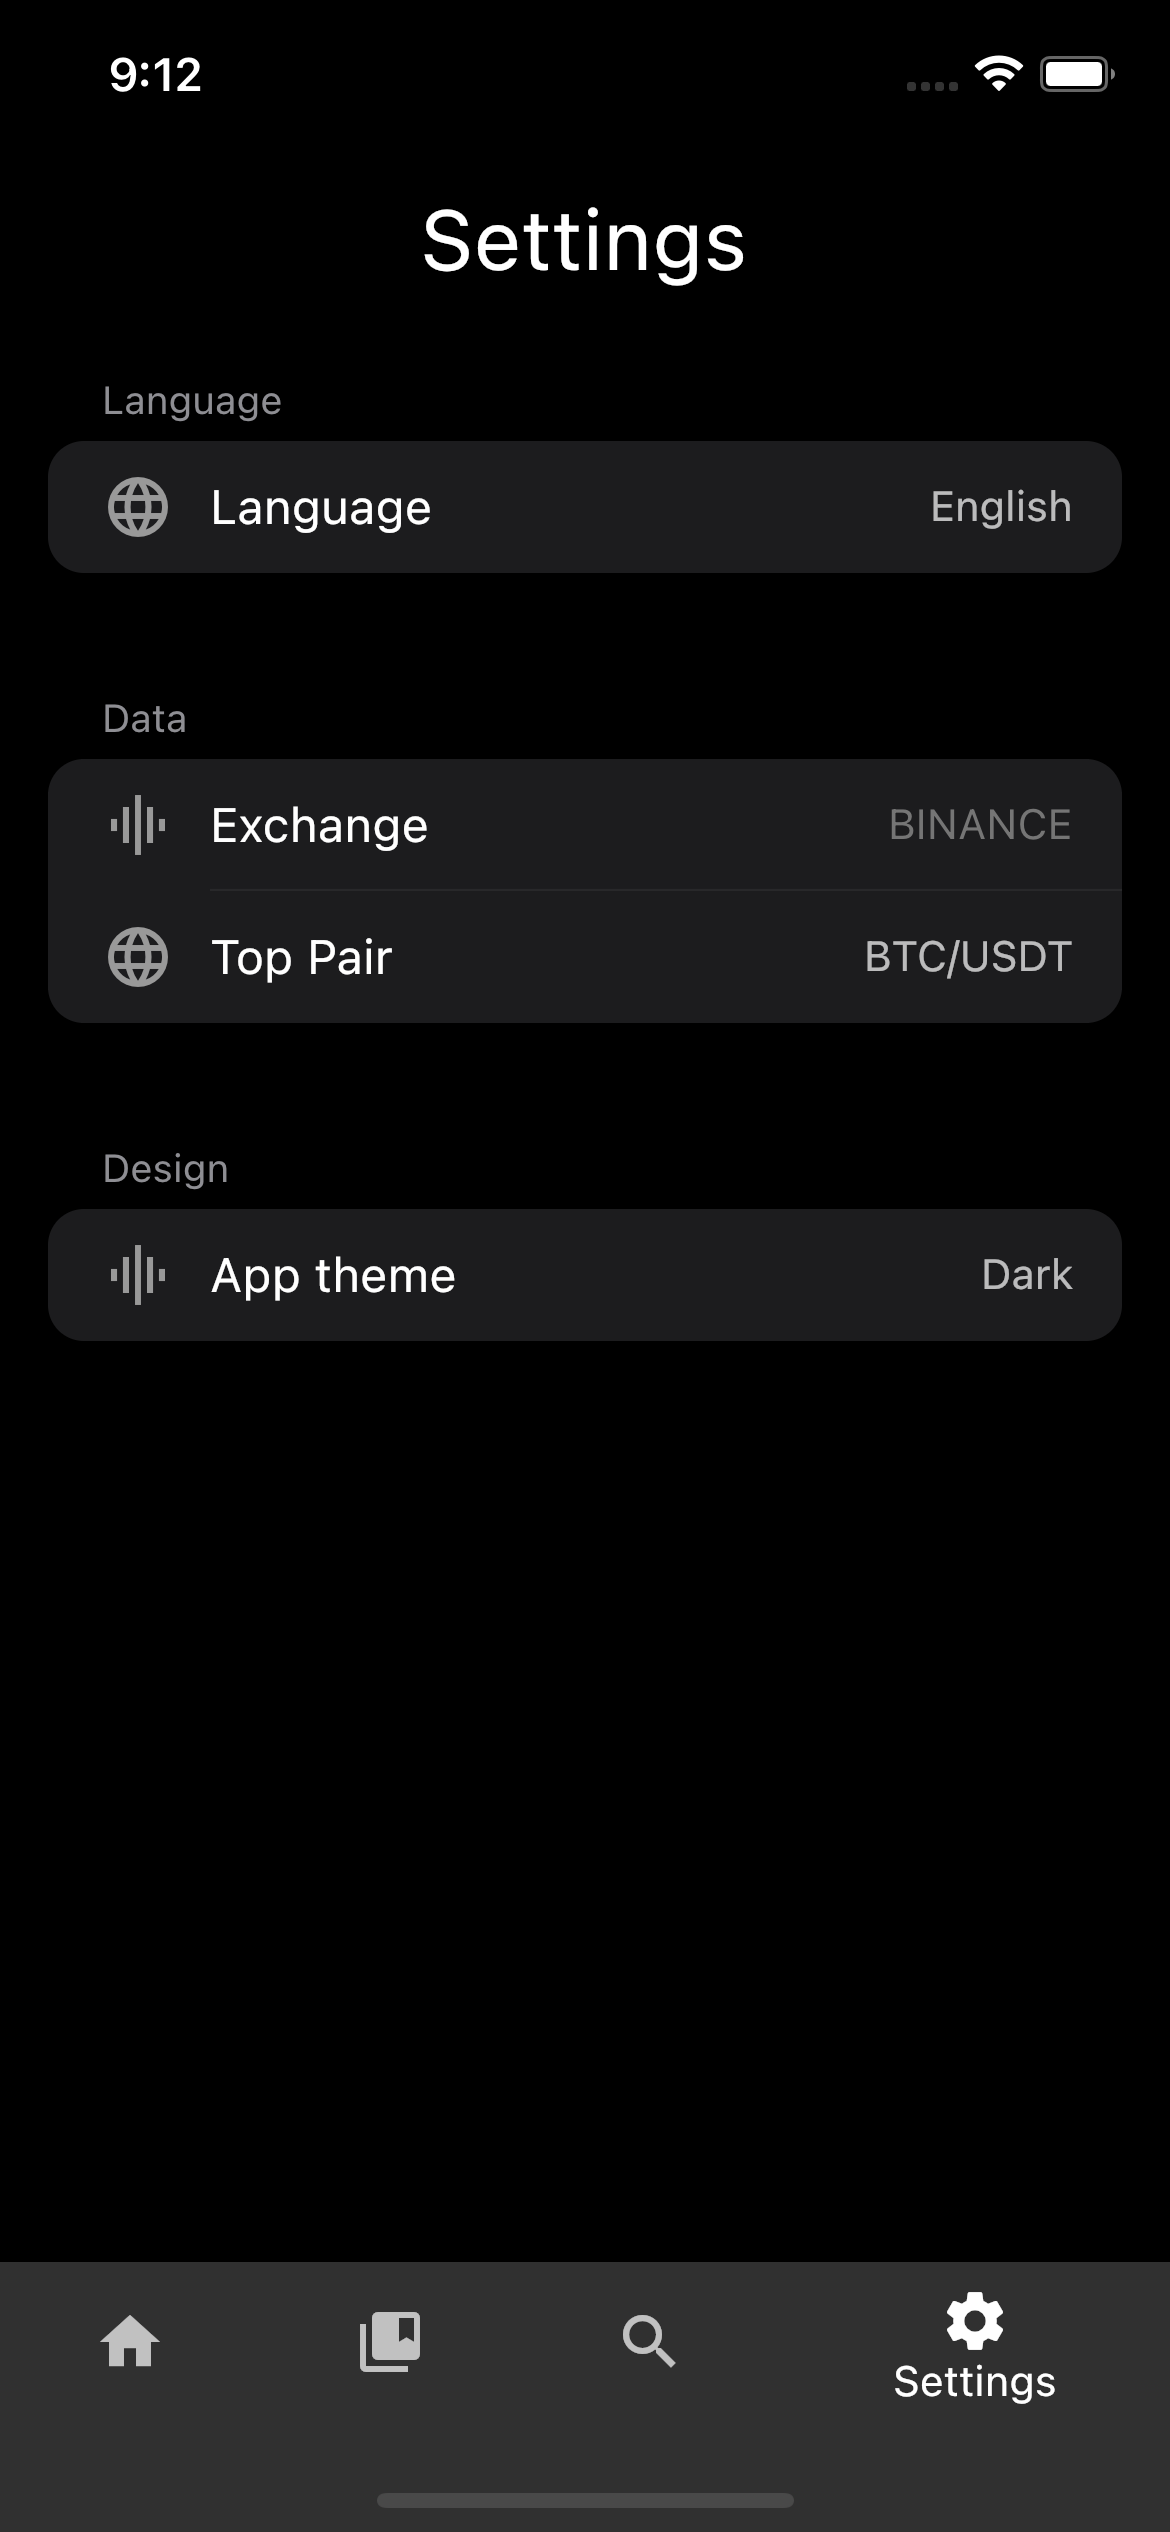 9:12
Settings
Language
Language English
Data
Exchange BINANCE
Top Pair BTC/USDT
Design
App theme Dark
Settings